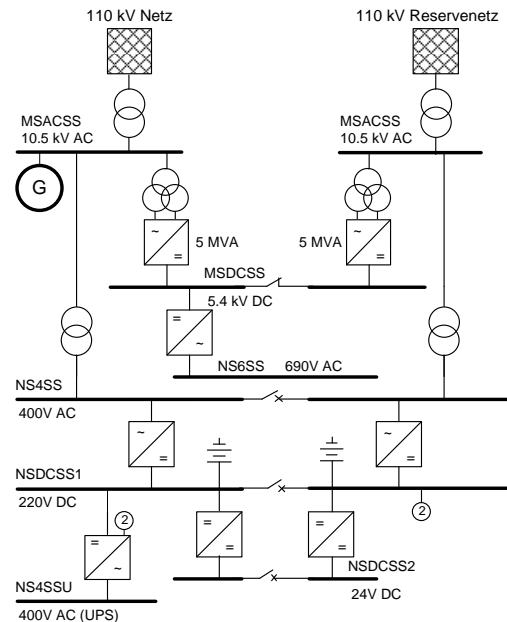 110 kV Netz
110 kV Reservenetz
MSACSS
10.5 kV AC
MSACSS
10.5 kV AC
G
~
=
5 MVA
5 MVA
~
=
MSDCSS
5.4 kV DC
=
~
NS6SS 690V AC
NS4SS
400V AC
~
=
~
=
NSDCSS1
220V DC
2
2
=
~
=
=
=
=
NSDCSS2
24V DC
NS4SSU
400V AC (UPS)